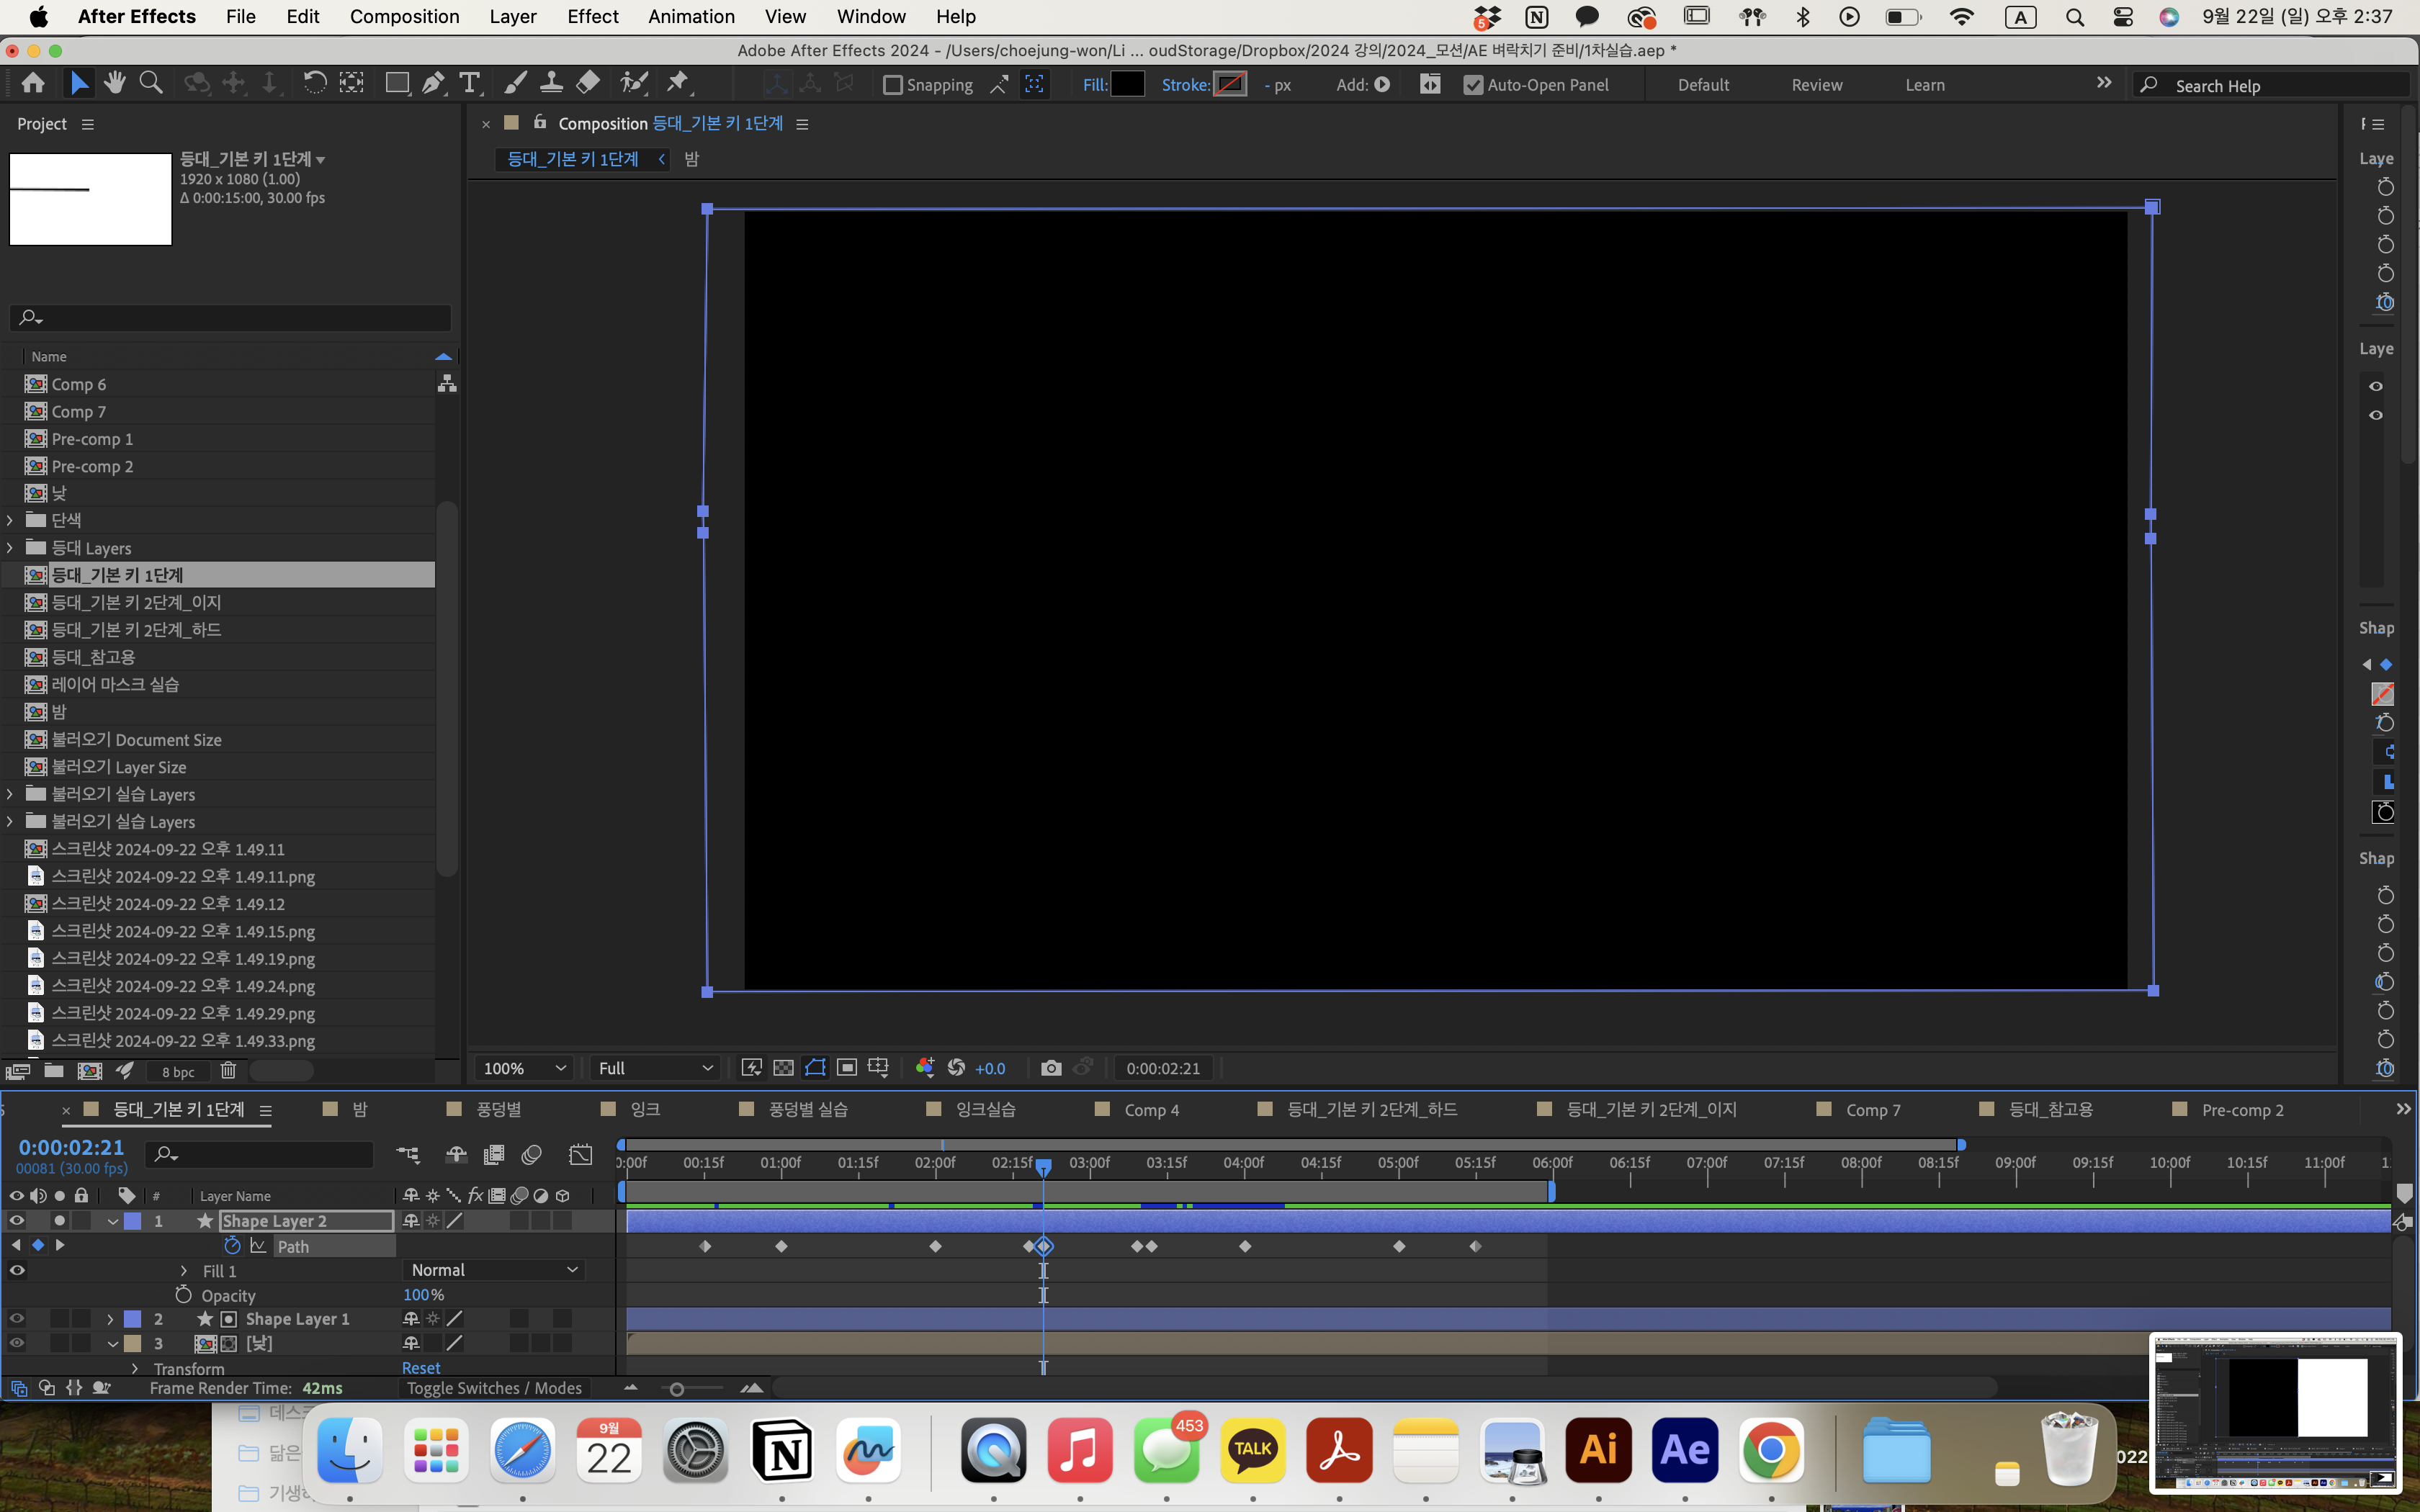 After Effects File Edit Composition Layer Effect Animation View Window Help
5 A 9월 22일 (일) 오후 2:37
Adobe After Effects 2024 - /Users/choejung-won/Li ... oudStorage/Dropbox/2024 강의/2024_모션/AE 벼락치기 준비/1차실습.aep *
Snapping Fill: Stroke: - px Add: Auto-Open Panel Default Review Learn Search Help
Project
등대_기본 키 1단계
1920 x 1080 (1.00)
Δ 0:00:15:00, 30.00 fps
Name
Comp 6
Comp 7
Pre-comp 1
Pre-comp 2
낮
단색
등대 Layers
등대_기본 키 1단계
등대_기본 키 2단계_이지
등대_기본 키 2단계_하드
등대_참고용
레이어 마스크 실습
밤
불러오기 Document Size
불러오기 Layer Size
불러오기 실습 Layers
불러오기 실습 Layers
스크린샷 2024-09-22 오후 1.49.11
스크린샷 2024-09-22 오후 1.49.11.png
스크린샷 2024-09-22 오후 1.49.12
스크린샷 2024-09-22 오후 1.49.15.png
스크린샷 2024-09-22 오후 1.49.19.png
스크린샷 2024-09-22 오후 1.49.24.png
스크린샷 2024-09-22 오후 1.49.29.png
스크린샷 2024-09-22 오후 1.49.33.png
8 bpc
Composition 등대_기본 키 1단계
등대_기본 키 1단계 밤
100% Full +0.0 0:00:02:21
Laye
Laye
Shap
Shap
등대_기본 키 1단계 밤 풍덩별 잉크 풍덩별 실습 잉크실습 Comp 4 등대_기본 키 2단계_하드 등대_기본 키 2단계_이지 Comp 7 등대_참고용 Pre-comp 2
0:00:02:21
00081 (30.00 fps)
0:00f 00:15f 01:00f 01:15f 02:00f 02:15f 03:00f 03:15f 04:00f 04:15f 05:00f 05:15f 06:00f 06:15f 07:00f 07:15f 08:00f 08:15f 09:00f 09:15f 10:00f 10:15f 11:00f
# Layer Name
1 Shape Layer 2
Path
Fill 1 Normal
Opacity 100%
2 Shape Layer 1
3 [낮]
Transform Reset
Frame Render Time: 42ms Toggle Switches / Modes
9월
22
453
TALK
Ai
Ae